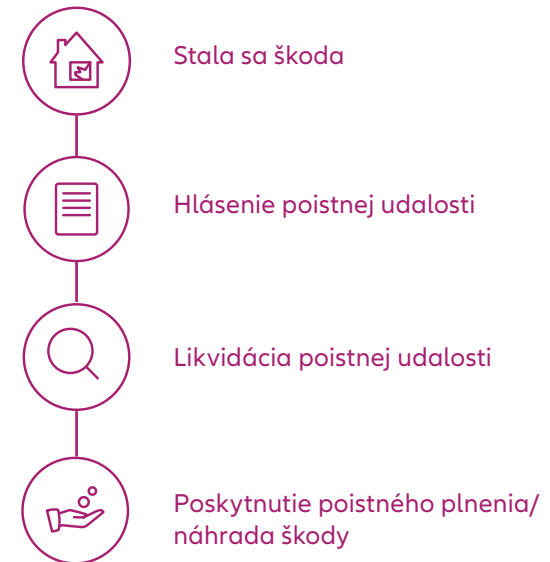 Stala sa škoda
Hlásenie poistnej udalosti
Likvidácia poistnej udalosti
Poskytnutie poistného plnenia/
náhrada škody